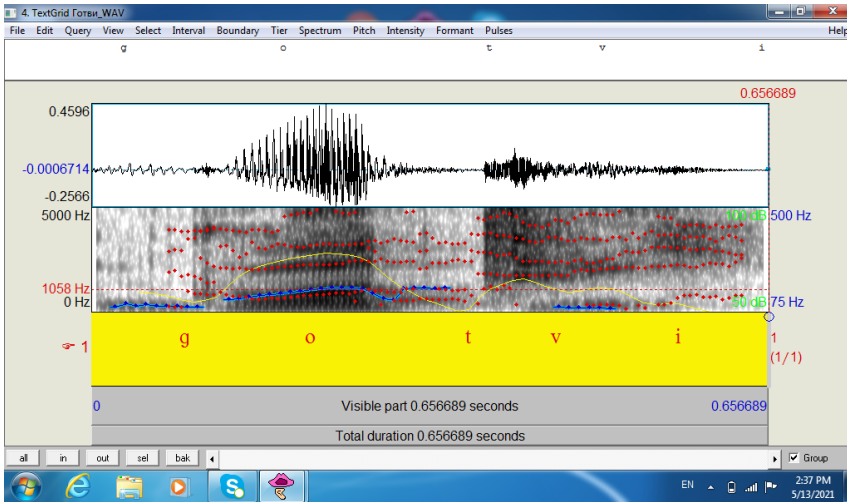 4. TextGrid Готви_WAV
File Edit Query View Select Interval Boundary Tier Spectrum Pitch Intensity Formant Pulses Help
g o t v i
0.656689
0.4596
-0.0006714
-0.2566
5000 Hz 100 dB 500 Hz
1058 Hz
0 Hz 50 dB 75 Hz
☞ 1 g o t v i 1
(1/1)
0 Visible part 0.656689 seconds 0.656689
Total duration 0.656689 seconds
all in out sel bak Group
EN 2:37 PM
5/13/2021